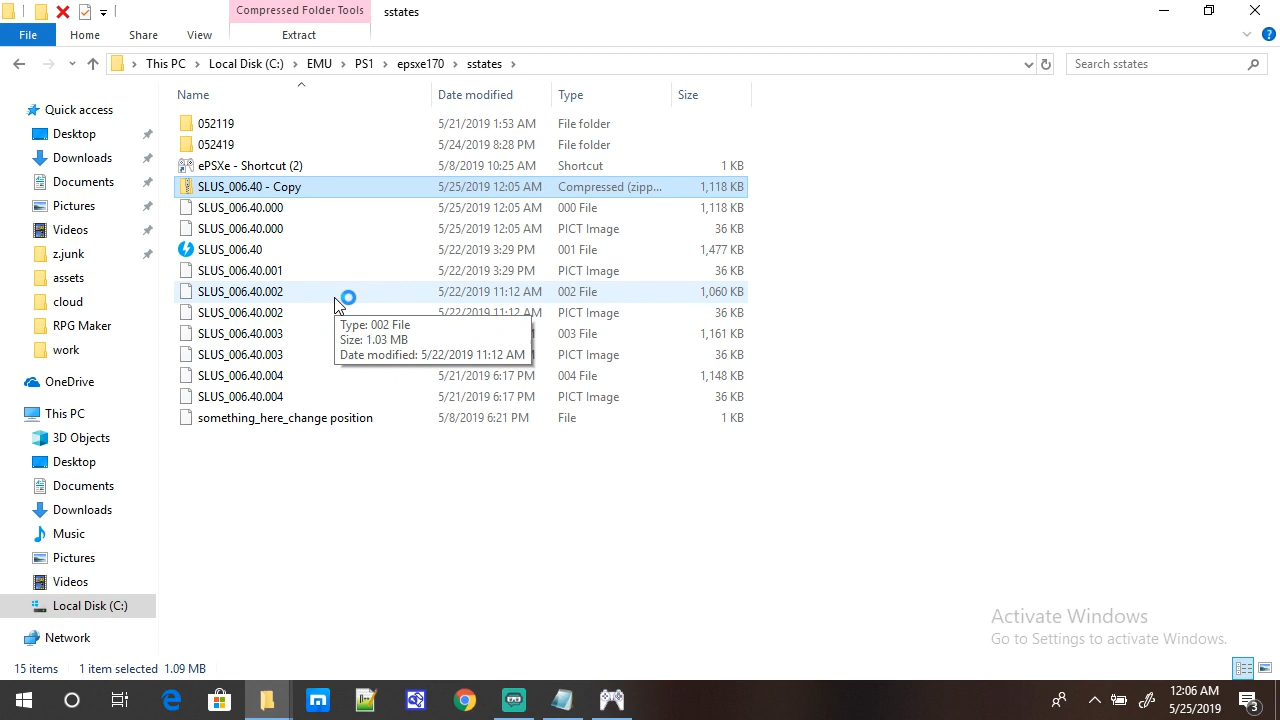 Compressed Folder Tools
sstates
File
Home
Share
View
Extract
This PC
Local Disk (C:)
EMU
PS1
epsxe170
sstates
Search sstates
Name
Date modified
Type
Size
Quick access
Desktop
Downloads
Documents
Pictures
Videos
z.junk
assets
cloud
RPG Maker
work
OneDrive
This PC
3D Objects
Desktop
Documents
Downloads
Music
Pictures
Videos
Local Disk (C:)
Network
052119 5/21/2019 1:53 AM File folder
052419 5/24/2019 8:28 PM File folder
ePSXe - Shortcut (2) 5/8/2019 10:25 AM Shortcut 1 KB
SLUS_006.40 - Copy 5/25/2019 12:05 AM Compressed (zipp... 1,118 KB
SLUS_006.40.000 5/25/2019 12:05 AM 000 File 1,118 KB
SLUS_006.40.000 5/25/2019 12:05 AM PICT Image 36 KB
SLUS_006.40 5/22/2019 3:29 PM 001 File 1,477 KB
SLUS_006.40.001 5/22/2019 3:29 PM PICT Image 36 KB
SLUS_006.40.002 5/22/2019 11:12 AM 002 File 1,060 KB
SLUS_006.40.002 5/22/2019 11:12 AM PICT Image 36 KB
SLUS_006.40.003 003 File 1,161 KB
SLUS_006.40.003 PICT Image 36 KB
SLUS_006.40.004 5/21/2019 6:17 PM 004 File 1,148 KB
SLUS_006.40.004 5/21/2019 6:17 PM PICT Image 36 KB
something_here_change position 5/8/2019 6:21 PM File 1 KB
Type: 002 File
Size: 1.03 MB
Date modified: 5/22/2019 11:12 AM
Activate Windows
Go to Settings to activate Windows.
15 items 1 item selected 1.09 MB
12:06 AM
5/25/2019
3